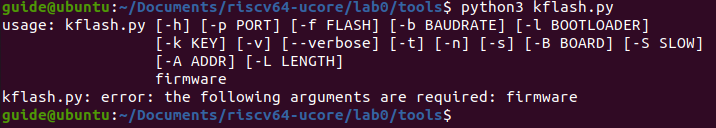 guide@ubuntu:~/Documents/riscv64-ucore/lab0/tools$ python3 kflash.py
usage: kflash.py [-h] [-p PORT] [-f FLASH] [-b BAUDRATE] [-l BOOTLOADER]
[-k KEY] [-v] [--verbose] [-t] [-n] [-s] [-B BOARD] [-S SLOW]
[-A ADDR] [-L LENGTH]
firmware
kflash.py: error: the following arguments are required: firmware
guide@ubuntu:~/Documents/riscv64-ucore/lab0/tools$